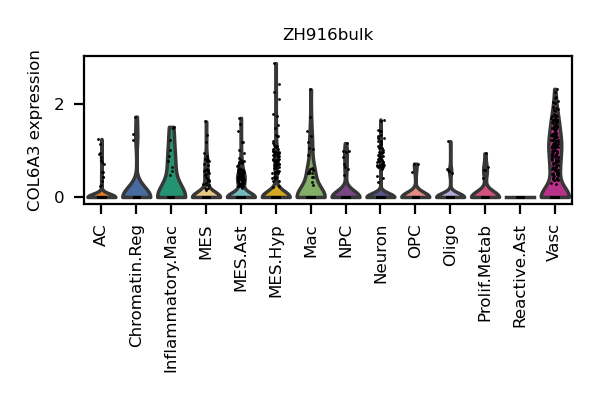 ZH916bulk
COL6A3 expression
2
0
AC
Chromatin.Reg
Inflammatory.Mac
MES
MES.Ast
MES.Hyp
Mac
NPC
Neuron
OPC
Oligo
Prolif.Metab
Reactive.Ast
Vasc